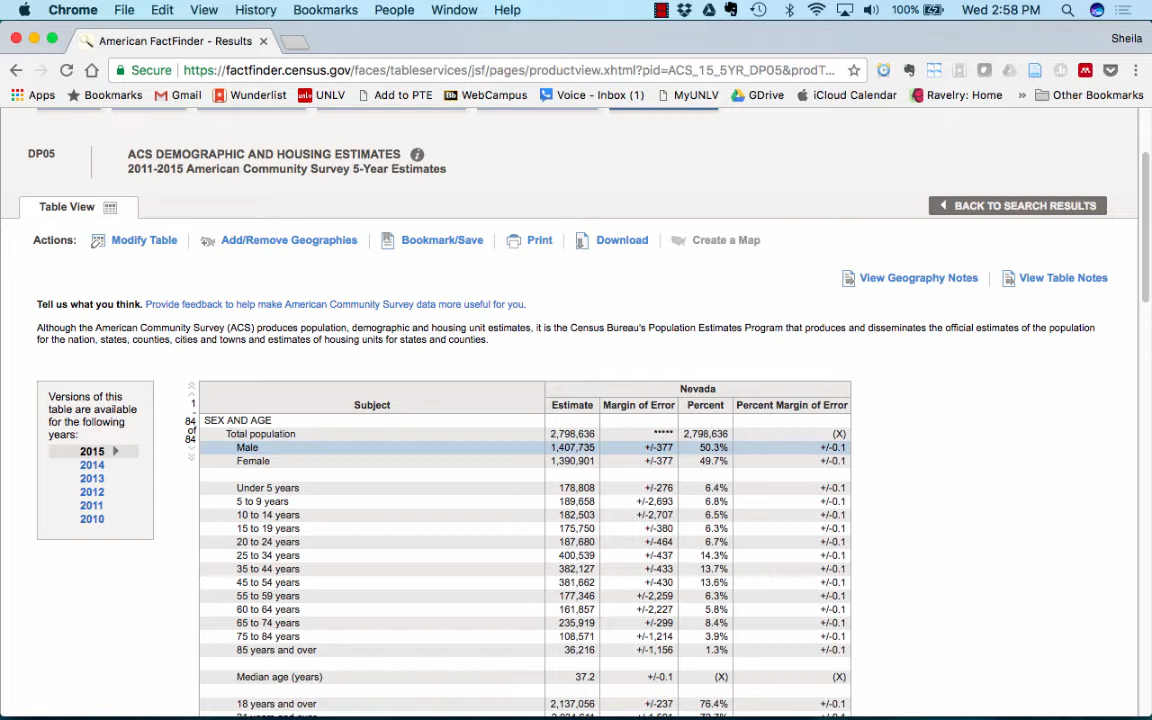 Chrome File Edit View History Bookmarks People Window Help 100% Wed 2:58 PM
American FactFinder - Results
Sheila
Secure https://factfinder.census.gov/faces/tableservices/jsf/pages/productview.xhtml?pid=ACS_15_5YR_DP05&prodT...
Apps Bookmarks Gmail Wunderlist UNLV Add to PTE WebCampus Voice - Inbox (1) MyUNLV GDrive iCloud Calendar Ravelry: Home » Other Bookmarks
DP05 ACS DEMOGRAPHIC AND HOUSING ESTIMATES
2011-2015 American Community Survey 5-Year Estimates
Table View
BACK TO SEARCH RESULTS
Actions: Modify Table Add/Remove Geographies Bookmark/Save Print Download Create a Map
View Geography Notes View Table Notes
Tell us what you think. Provide feedback to help make American Community Survey data more useful for you.
Although the American Community Survey (ACS) produces population, demographic and housing unit estimates, it is the Census Bureau's Population Estimates Program that produces and disseminates the official estimates of the population
for the nation, states, counties, cities and towns and estimates of housing units for states and counties.
Versions of this
table are available
for the following
years:
2015
2014
2013
2012
2011
2010
1
-
84
of
84
Nevada
Subject Estimate Margin of Error Percent Percent Margin of Error
SEX AND AGE
Total population 2,798,636 ***** 2,798,636 (X)
Male 1,407,735 +/-377 50.3% +/-0.1
Female 1,390,901 +/-377 49.7% +/-0.1
Under 5 years 178,808 +/-276 6.4% +/-0.1
5 to 9 years 189,658 +/-2,693 6.8% +/-0.1
10 to 14 years 182,503 +/-2,707 6.5% +/-0.1
15 to 19 years 175,750 +/-380 6.3% +/-0.1
20 to 24 years 187,680 +/-464 6.7% +/-0.1
25 to 34 years 400,539 +/-437 14.3% +/-0.1
35 to 44 years 382,127 +/-433 13.7% +/-0.1
45 to 54 years 381,662 +/-430 13.6% +/-0.1
55 to 59 years 177,346 +/-2,259 6.3% +/-0.1
60 to 64 years 161,857 +/-2,227 5.8% +/-0.1
65 to 74 years 235,919 +/-299 8.4% +/-0.1
75 to 84 years 108,571 +/-1,214 3.9% +/-0.1
85 years and over 36,216 +/-1,156 1.3% +/-0.1
Median age (years) 37.2 +/-0.1 (X) (X)
18 years and over 2,137,056 +/-237 76.4% +/-0.1